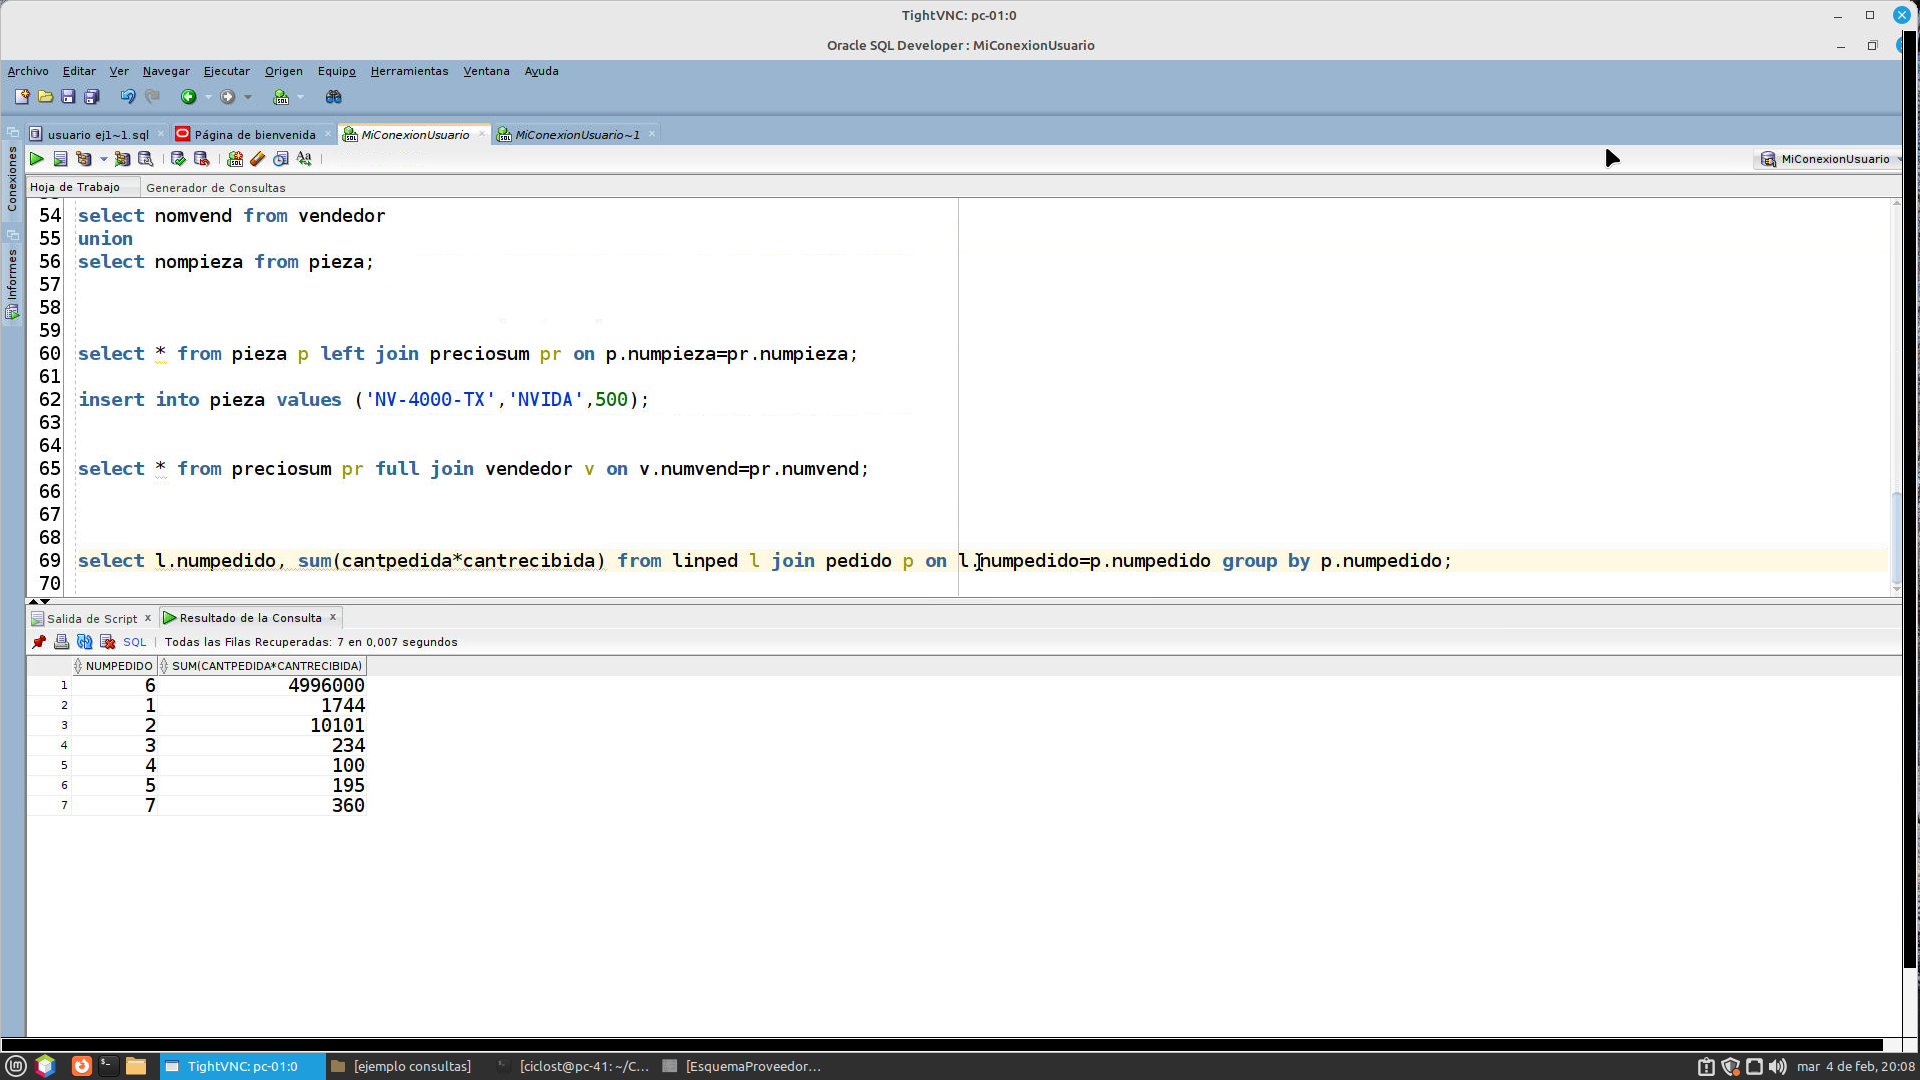 TightVNC: pc-01:0
Oracle SQL Developer : MiConexionUsuario
Archivo Editar Ver Navegar Ejecutar Origen Equipo Herramientas Ventana Ayuda
usuario ej1~1.sql Página de bienvenida MiConexionUsuario MiConexionUsuario~1
MiConexionUsuario
Conexiones
Informes
Hoja de Trabajo Generador de Consultas
54 select nomvend from vendedor
55 union
56 select nompieza from pieza;
57
58
59
60 select * from pieza p left join preciosum pr on p.numpieza=pr.numpieza;
61
62 insert into pieza values ('NV-4000-TX','NVIDA',500);
63
64
65 select * from preciosum pr full join vendedor v on v.numvend=pr.numvend;
66
67
68
69 select l.numpedido, sum(cantpedida*cantrecibida) from linped l join pedido p on l.numpedido=p.numpedido group by p.numpedido;
70
Salida de Script x Resultado de la Consulta x
SQL | Todas las Filas Recuperadas: 7 en 0,007 segundos
NUMPEDIDO SUM(CANTPEDIDA*CANTRECIBIDA)
1 6 4996000
2 1 1744
3 2 10101
4 3 234
5 4 100
6 5 195
7 7 360
TightVNC: pc-01:0 [ejemplo consultas] [ciclost@pc-41: ~/C... [EsquemaProveedor... mar 4 de feb, 20:08